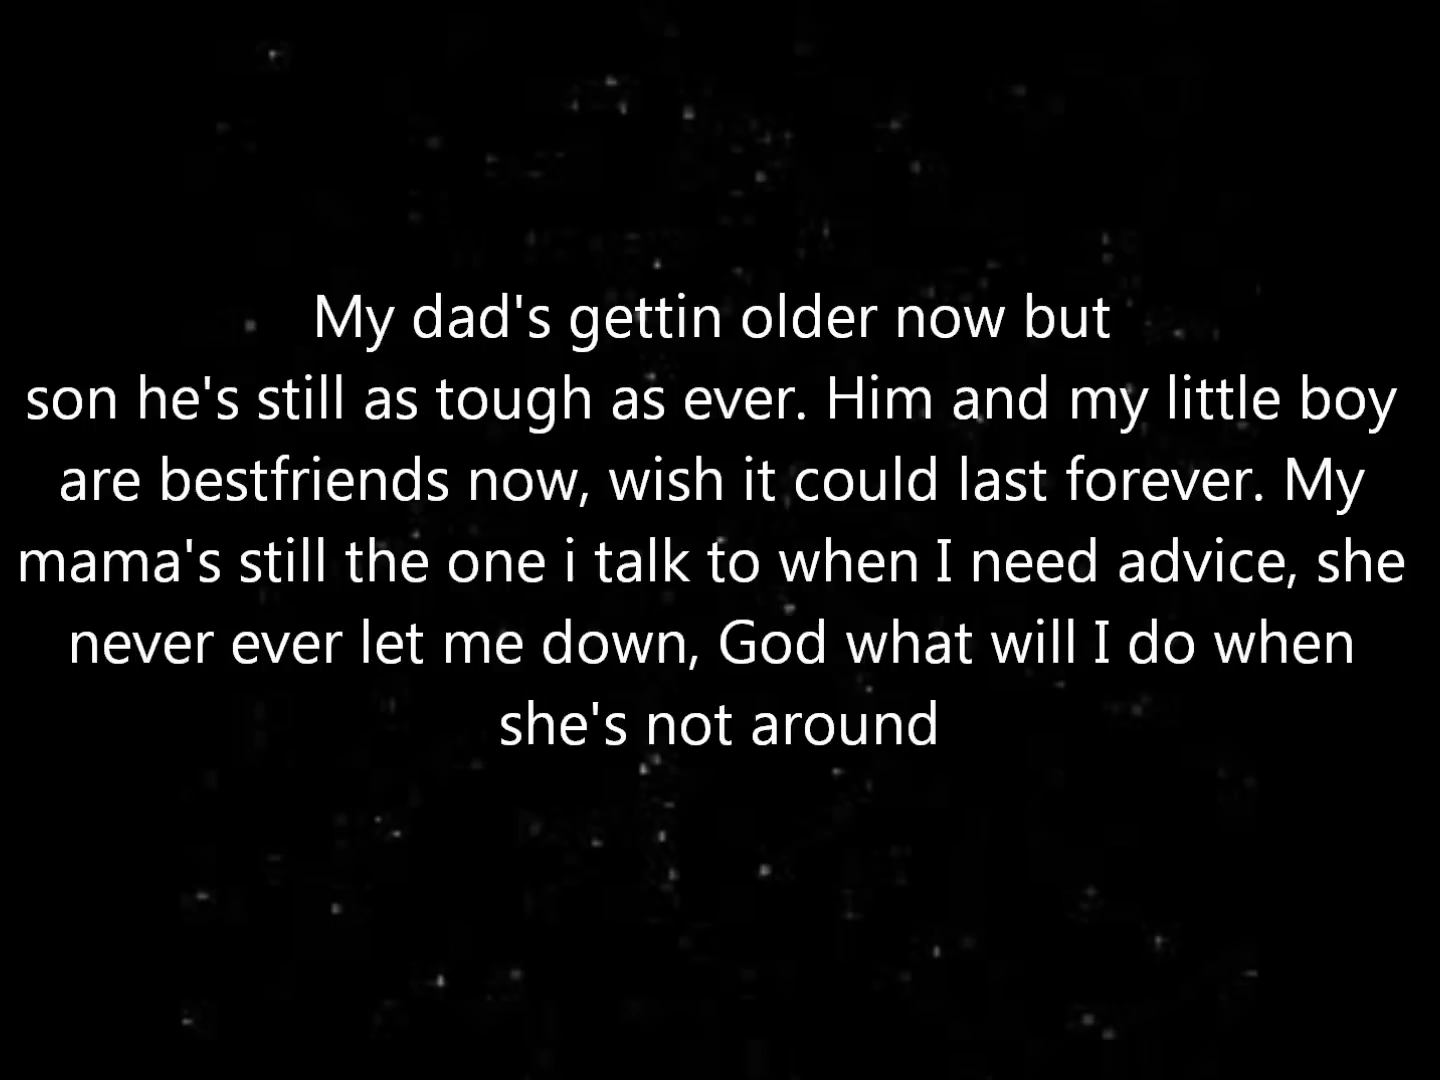 My dad's gettin older now but
son he's still as tough as ever. Him and my little boy
are bestfriends now, wish it could last forever. My
mama's still the one i talk to when I need advice, she
never ever let me down, God what will I do when
she's not around